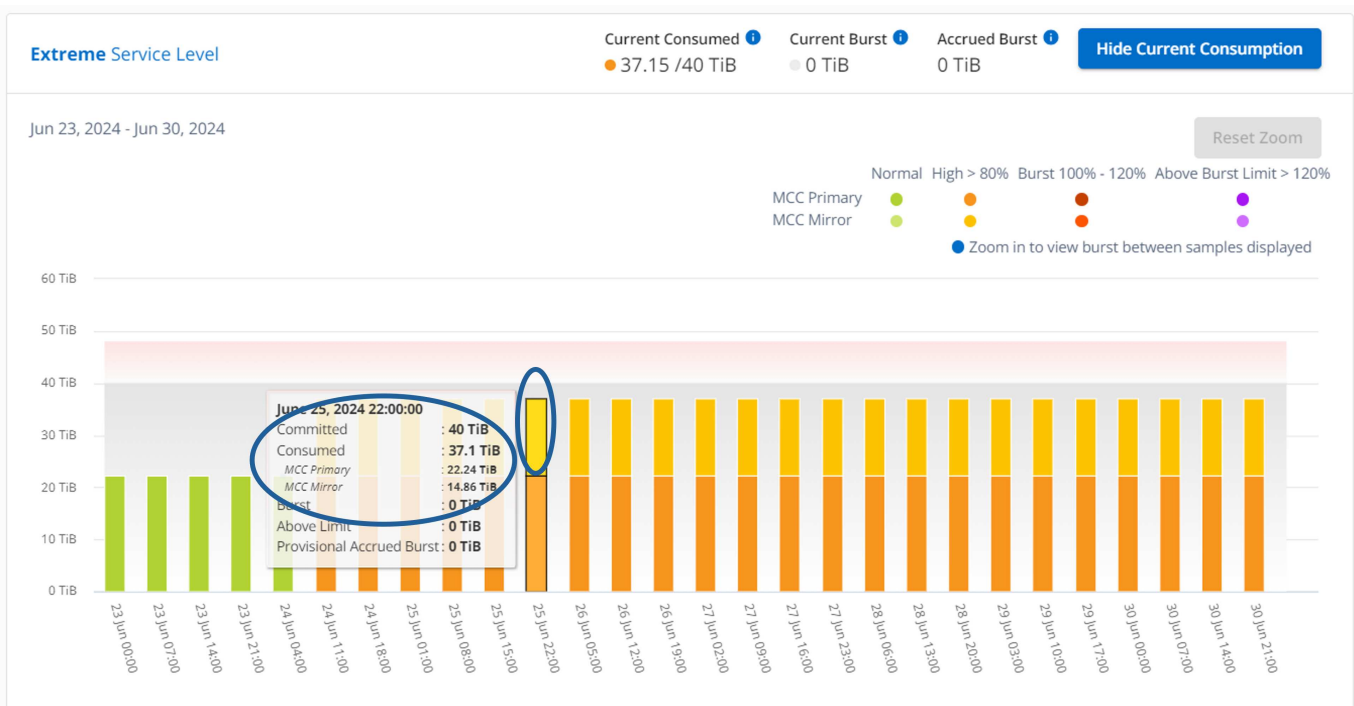 Extreme Service Level
Current Consumed
37.15 /40 TiB
Current Burst
0 TiB
Accrued Burst
0 TiB
Hide Current Consumption
Jun 23, 2024 - Jun 30, 2024
Reset Zoom
Normal High > 80% Burst 100% - 120% Above Burst Limit > 120%
MCC Primary
MCC Mirror
Zoom in to view burst between samples displayed
60 TiB
50 TiB
40 TiB
30 TiB
20 TiB
10 TiB
0 TiB
June 25, 2024 22:00:00
Committed : 40 TiB
Consumed : 37.1 TiB
MCC Primary : 22.24 TiB
MCC Mirror : 14.86 TiB
Burst : 0 TiB
Above Limit : 0 TiB
Provisional Accrued Burst : 0 TiB
23 Jun 00:00
23 Jun 07:00
23 Jun 14:00
23 Jun 21:00
24 Jun 04:00
24 Jun 11:00
24 Jun 18:00
25 Jun 01:00
25 Jun 08:00
25 Jun 15:00
25 Jun 22:00
26 Jun 05:00
26 Jun 12:00
26 Jun 19:00
27 Jun 02:00
27 Jun 09:00
27 Jun 16:00
27 Jun 23:00
28 Jun 06:00
28 Jun 13:00
28 Jun 20:00
29 Jun 03:00
29 Jun 10:00
29 Jun 17:00
30 Jun 00:00
30 Jun 07:00
30 Jun 14:00
30 Jun 21:00